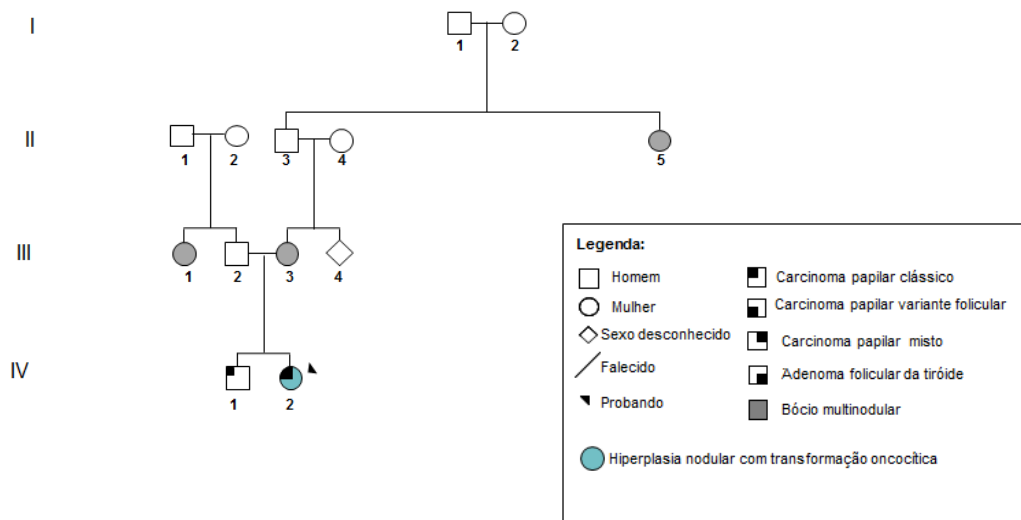 I
1 2
II
1 2 3 4 5
III
1 2 3 4
IV
1 2
Legenda:
Homem
Mulher
Sexo desconhecido
Falecido
Probando
Carcinoma papilar clássico
Carcinoma papilar variante folicular
Carcinoma papilar misto
Adenoma folicular da tiróide
Bócio multinodular
Hiperplasia nodular com transformação oncocítica